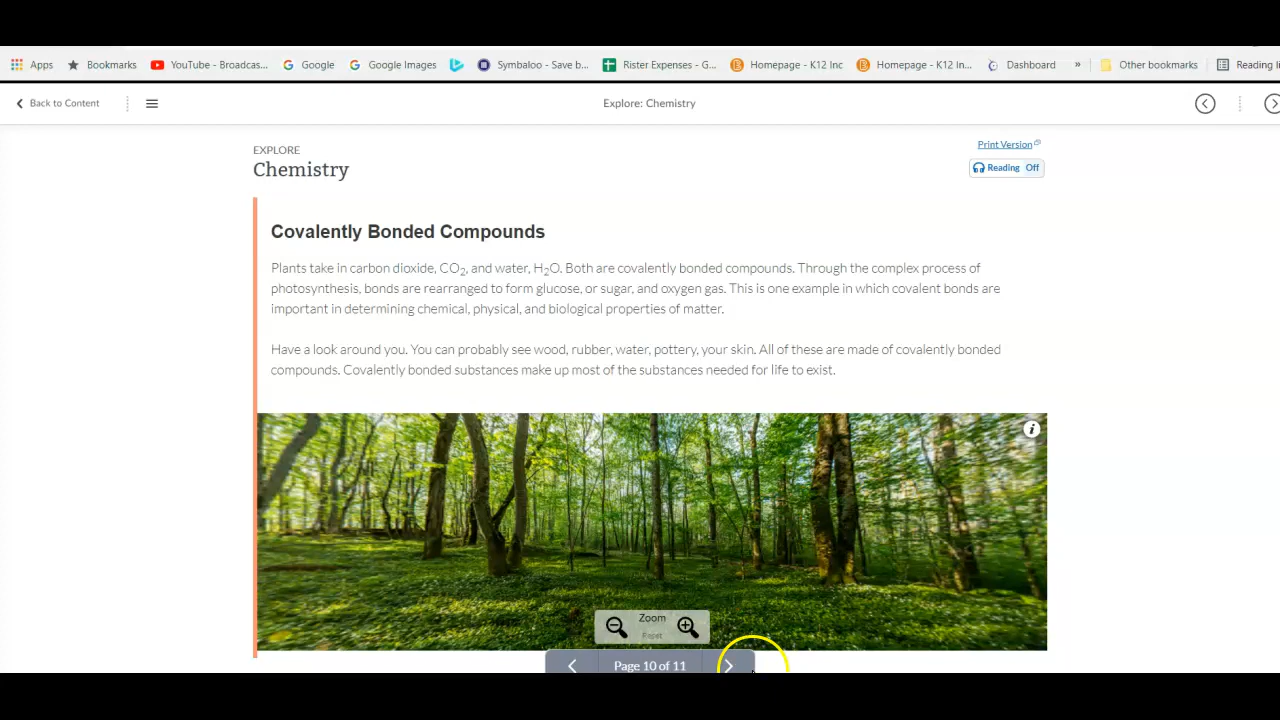 Apps Bookmarks YouTube - Broadcas... Google Google Images Symbaloo - Save b... Rister Expenses - G... Homepage - K12 Inc Homepage - K12 In... Dashboard » Other bookmarks Reading li
Back to Content Explore: Chemistry
EXPLORE
Print Version
Chemistry
Reading Off
Covalently Bonded Compounds
Plants take in carbon dioxide, CO₂, and water, H₂O. Both are covalently bonded compounds. Through the complex process of
photosynthesis, bonds are rearranged to form glucose, or sugar, and oxygen gas. This is one example in which covalent bonds are
important in determining chemical, physical, and biological properties of matter.
Have a look around you. You can probably see wood, rubber, water, pottery, your skin. All of these are made of covalently bonded
compounds. Covalently bonded substances make up most of the substances needed for life to exist.
i
Zoom
Reset
Page 10 of 11